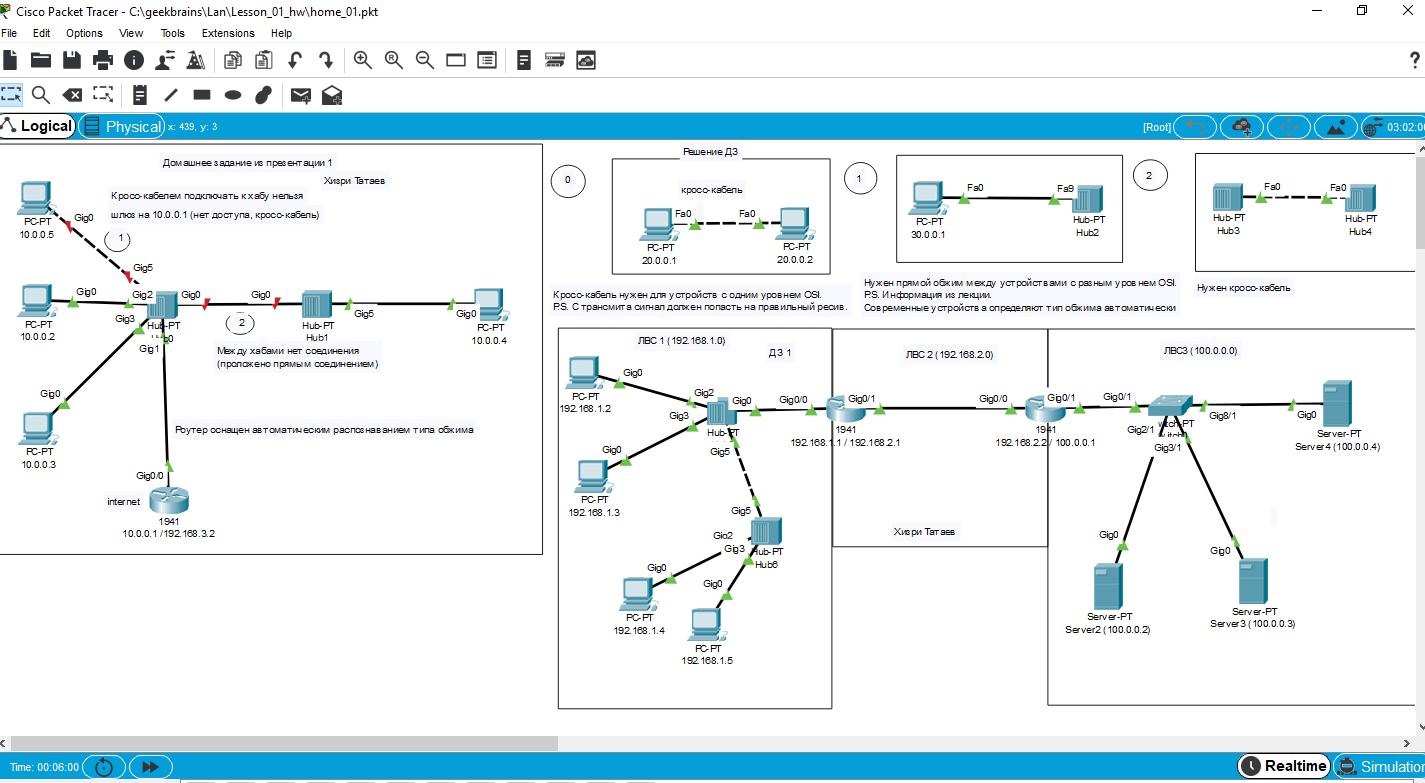 Cisco Packet Tracer - C:\geekbrains\Lan\Lesson_01_hw\home_01.pkt
File Edit Options View Tools Extensions Help
?
Logical Physical x: 439, y: 3 [Root] 03:02:00
Домашнее задание из презентации 1
Хизри Татаев
Кросс-кабелем подключать к хабу нельзя
шлюз на 10.0.0.1 (нет доступа, кросс-кабель)
PC-PT
10.0.0.5
Gig0
1
Gig5
Gig0
Gig2
PC-PT
10.0.0.2
Gig3
Hub-PT
Gig1
Gig0
Gig0
2
Hub-PT
Hub1
Gig5
Gig0
PC-PT
10.0.0.4
Между хабами нет соединения
(проложено прямым соединением)
Gig0
PC-PT
10.0.0.3
Роутер оснащен автоматическим распознаванием типа обжима
Gig0/0
internet
1941
10.0.0.1 /192.168.3.2
0
Решение ДЗ
кросс-кабель
Fa0
Fa0
PC-PT
20.0.0.1
PC-PT
20.0.0.2
Кросс-кабель нужен для устройств с одним уровнем OSI.
P.S. С трансмита сигнал должен попасть на правильный ресив.
1
Fa0
Fa9
PC-PT
30.0.0.1
Hub-PT
Hub2
Нужен прямой обжим между устройствами с разным уровнем OSI.
P.S. Информация из лекции.
Современные устройств а определяют тип обжима автоматически
2
Fa0
Fa0
Hub-PT
Hub3
Hub-PT
Hub4
Нужен кросс-кабель
ЛВС 1 (192.168.1.0)
ДЗ 1
PC-PT
192.168.1.2
Gig0
Gig2
Gig3
Gig0
Hub-PT
Gig5
Gig0
PC-PT
192.168.1.3
Gig5
Hub-PT
Hub6
Gig2
Gig3
Gig0
PC-PT
192.168.1.4
Gig0
PC-PT
192.168.1.5
Gig0/0
Gig0/1
1941
192.168.1.1 / 192.168.2.1
ЛВС 2 (192.168.2.0)
Gig0/0
Gig0/1
1941
192.168.2.2 / 100.0.0.1
Хизри Татаев
ЛВС3 (100.0.0.0)
Gig0/1
Gig2/1
Gig3/1
Gig8/1
Gig0
Server-PT
Server4 (100.0.0.4)
Gig0
Server-PT
Server2 (100.0.0.2)
Gig0
Server-PT
Server3 (100.0.0.3)
Time: 00:06:00
Realtime
Simulation